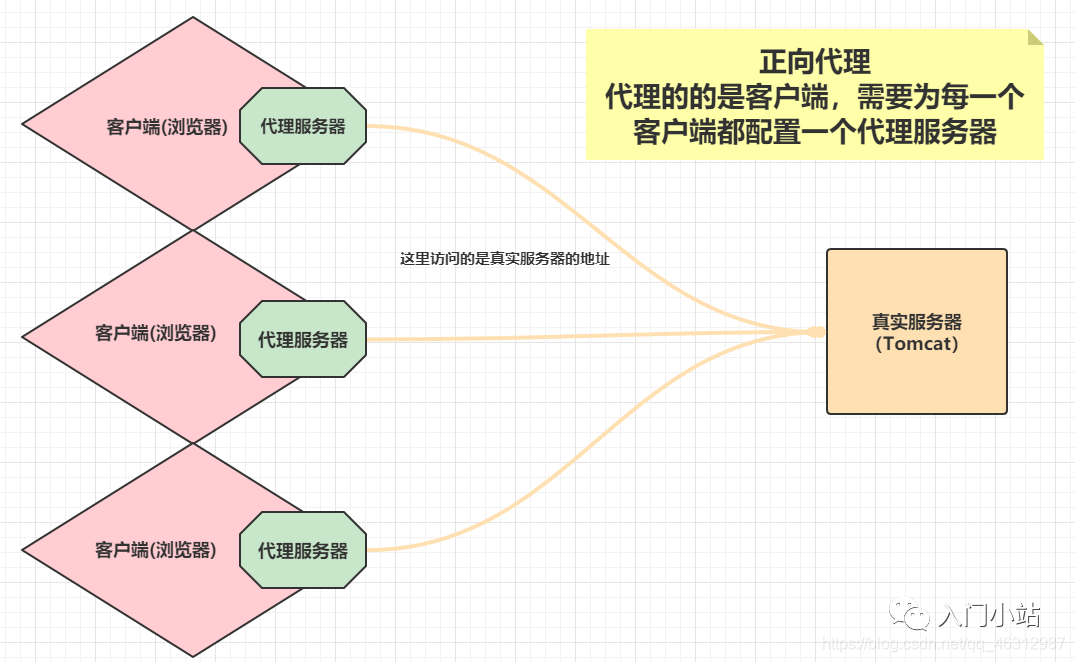 正向代理
代理的的是客户端，需要为每一个
客户端都配置一个代理服务器
客户端(浏览器)
代理服务器
这里访问的是真实服务器的地址
客户端(浏览器)
代理服务器
真实服务器
(Tomcat)
客户端(浏览器)
代理服务器
入门小站
https://blog.csdn.net/qq_46312987